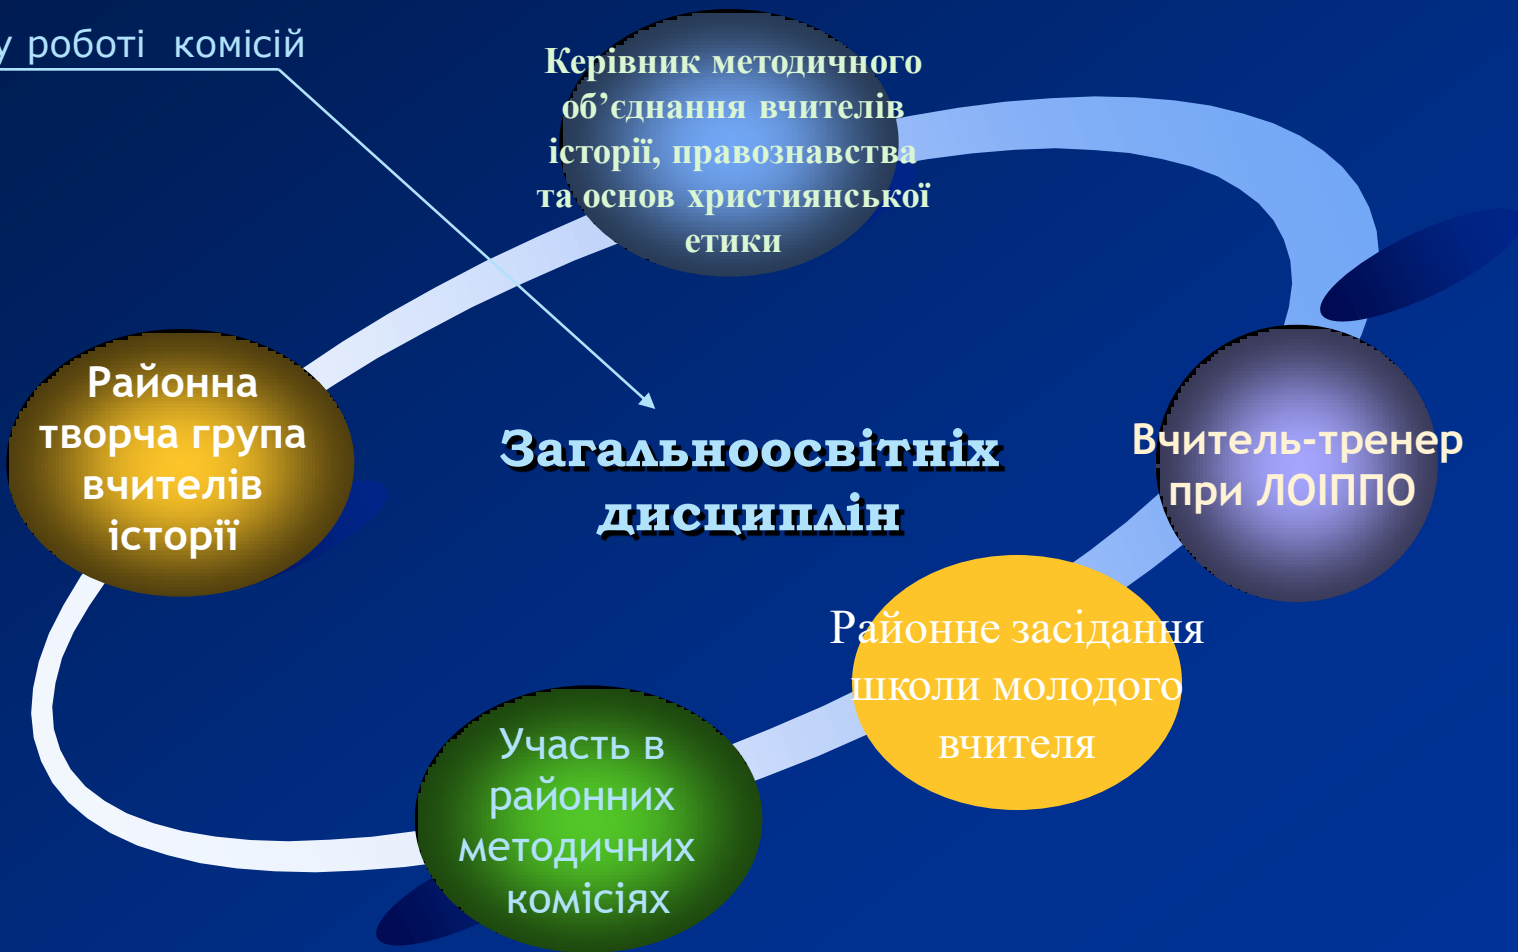 у роботі комісій
Керівник методичного
об’єднання вчителів
історії, правознавства
та основ християнської
етики
Районна
творча група
вчителів
історії
Загальноосвітніх
дисциплін
Вчитель-тренер
при ЛОІППО
Районне засідання
школи молодого
вчителя
Участь в
районних
методичних
комісіях